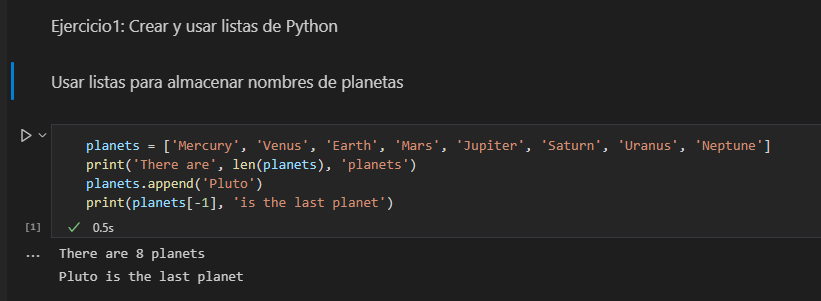 Ejercicio1: Crear y usar listas de Python
Usar listas para almacenar nombres de planetas
planets = ['Mercury', 'Venus', 'Earth', 'Mars', 'Jupiter', 'Saturn', 'Uranus', 'Neptune']
print('There are', len(planets), 'planets')
planets.append('Pluto')
print(planets[-1], 'is the last planet')
[1] 0.5s
... There are 8 planets
Pluto is the last planet